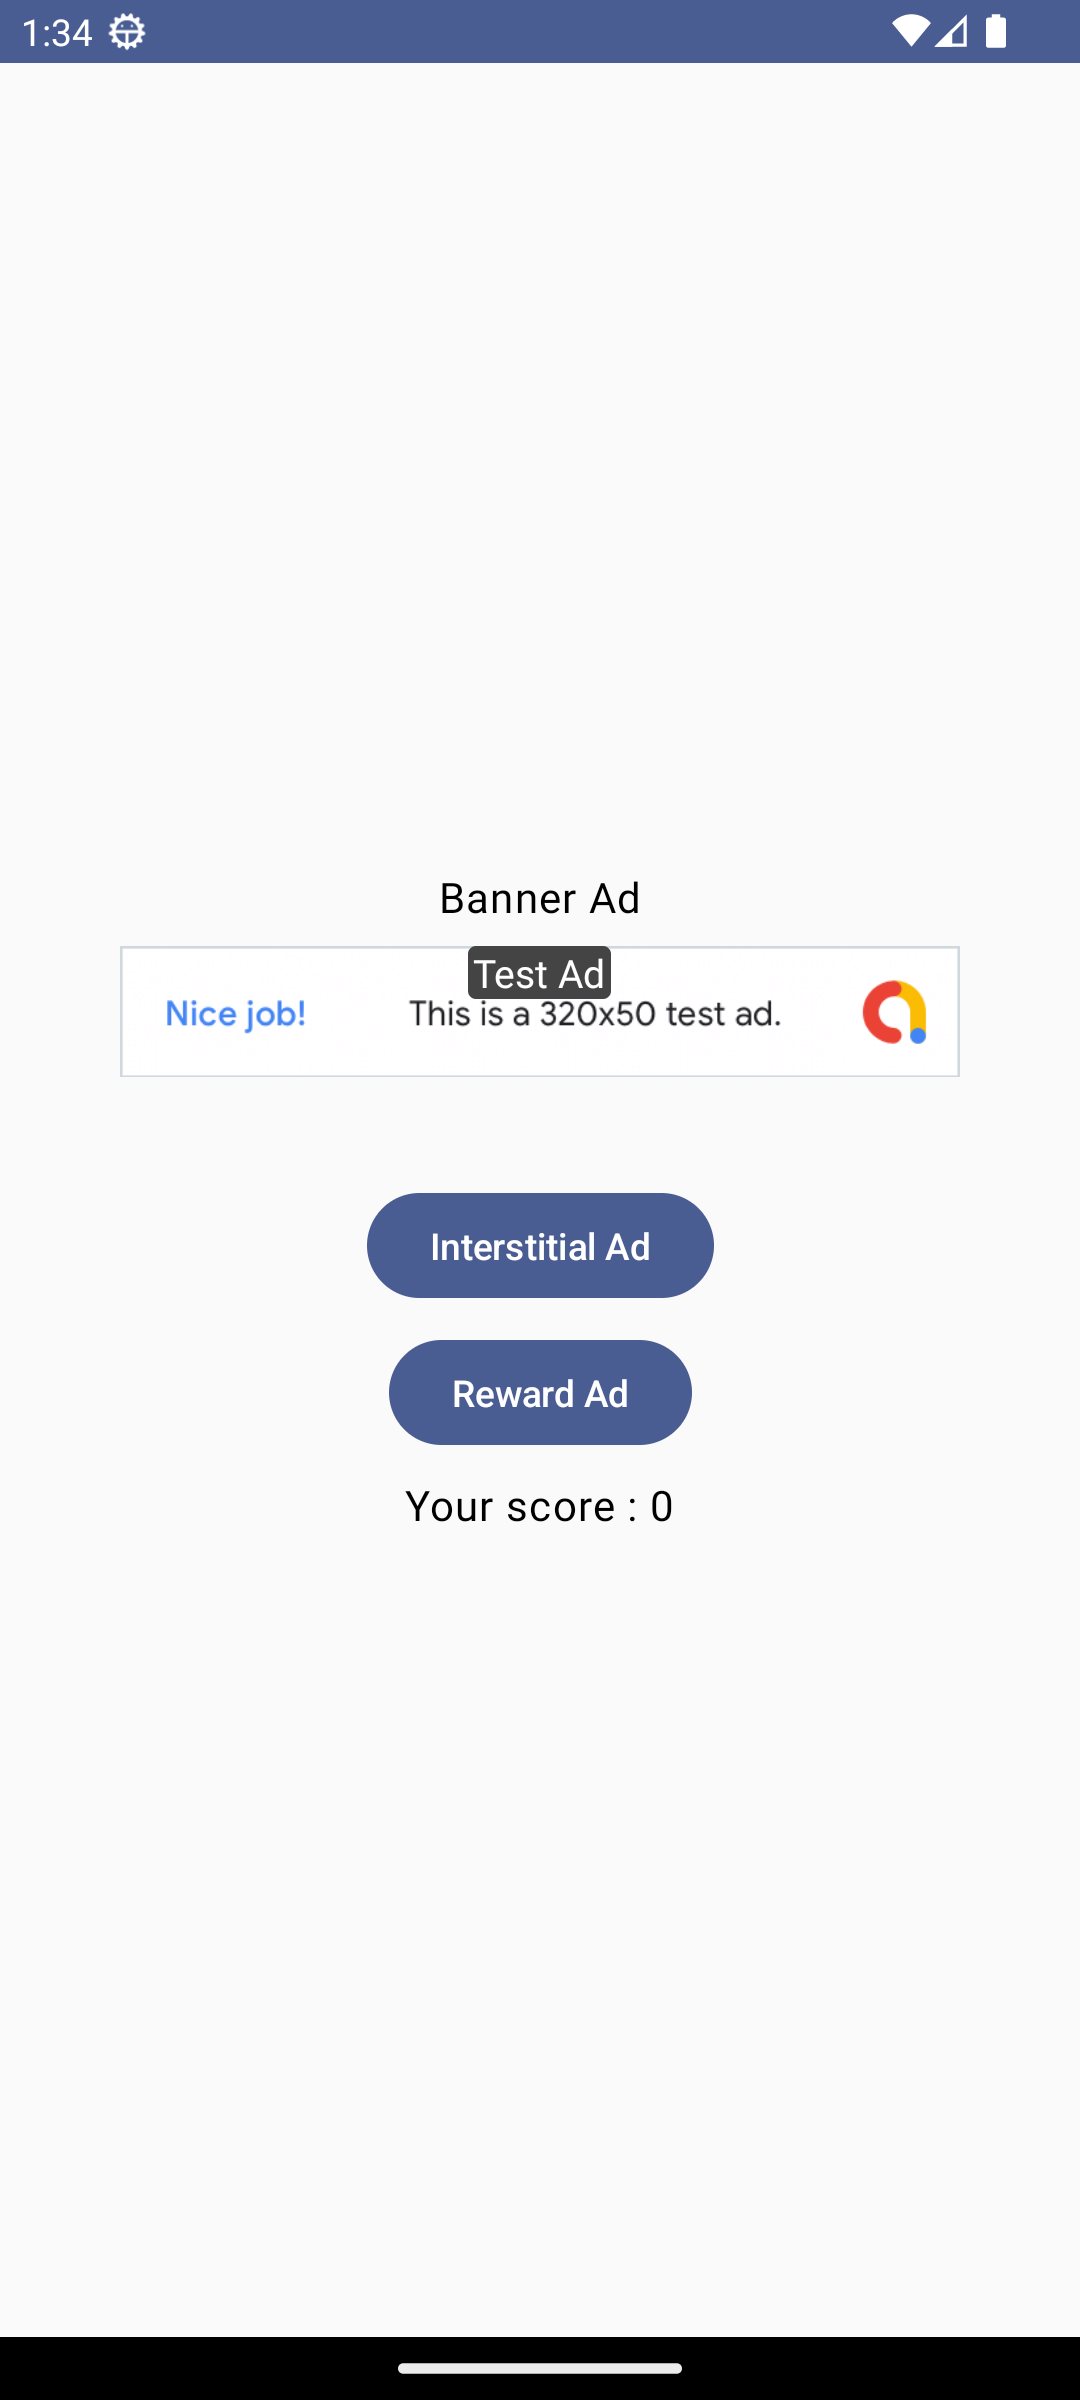 1:34
Banner Ad
Test Ad
Nice job! This is a 320x50 test ad.
Interstitial Ad
Reward Ad
Your score : 0